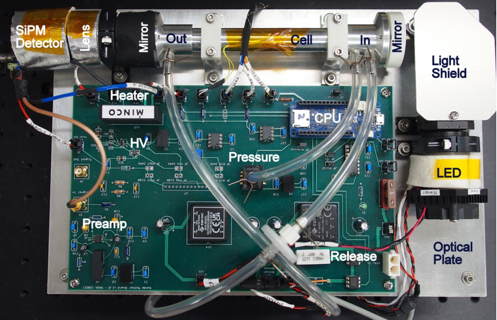 SiPM
Detector
Lens
Mirror
Out
Cell
In
Mirror
Light
Shield
Heater
MINCO
CPU
HV
Pressure
LED
Preamp
Release
Optical
Plate